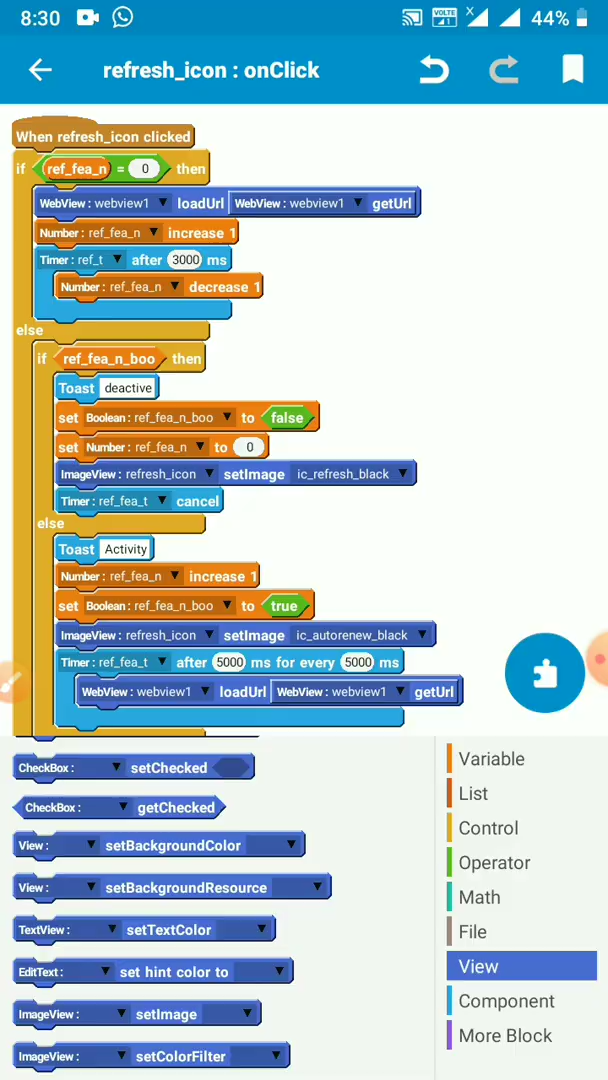 8:30 VOLTE X 44%
refresh_icon : onClick
When refresh_icon clicked
if ref_fea_n = 0 then
WebView : webview1 loadUrl WebView : webview1 getUrl
Number : ref_fea_n increase 1
Timer : ref_t after 3000 ms
Number : ref_fea_n decrease 1
else
if ref_fea_n_boo then
Toast deactive
set Boolean : ref_fea_n_boo to false
set Number : ref_fea_n to 0
ImageView : refresh_icon setImage ic_refresh_black
Timer : ref_fea_t cancel
else
Toast Activity
Number : ref_fea_n increase 1
set Boolean : ref_fea_n_boo to true
ImageView : refresh_icon setImage ic_autorenew_black
Timer : ref_fea_t after 5000 ms for every 5000 ms
WebView : webview1 loadUrl WebView : webview1 getUrl
CheckBox : setChecked
CheckBox : getChecked
View : setBackgroundColor
View : setBackgroundResource
TextView : setTextColor
EditText : set hint color to
ImageView : setImage
ImageView : setColorFilter
Variable
List
Control
Operator
Math
File
View
Component
More Block